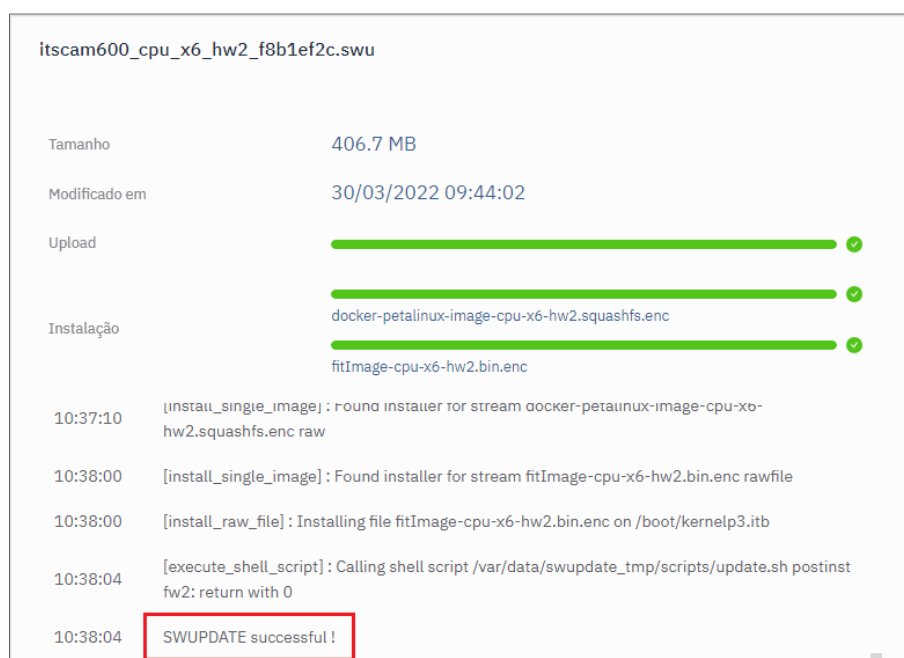 itscam600_cpu_x6_hw2_f8b1ef2c.swu
Tamanho 406.7 MB
Modificado em 30/03/2022 09:44:02
Upload
docker-petalinux-image-cpu-x6-hw2.squashfs.enc
Instalação
fitImage-cpu-x6-hw2.bin.enc
10:37:10 [install_single_image] : Found installer for stream docker-petalinux-image-cpu-x6-
hw2.squashfs.enc raw
10:38:00 [install_single_image] : Found installer for stream fitImage-cpu-x6-hw2.bin.enc rawfile
10:38:00 [install_raw_file] : Installing file fitImage-cpu-x6-hw2.bin.enc on /boot/kernelp3.itb
10:38:04 [execute_shell_script] : Calling shell script /var/data/swupdate_tmp/scripts/update.sh postinst
fw2: return with 0
10:38:04 SWUPDATE successful !